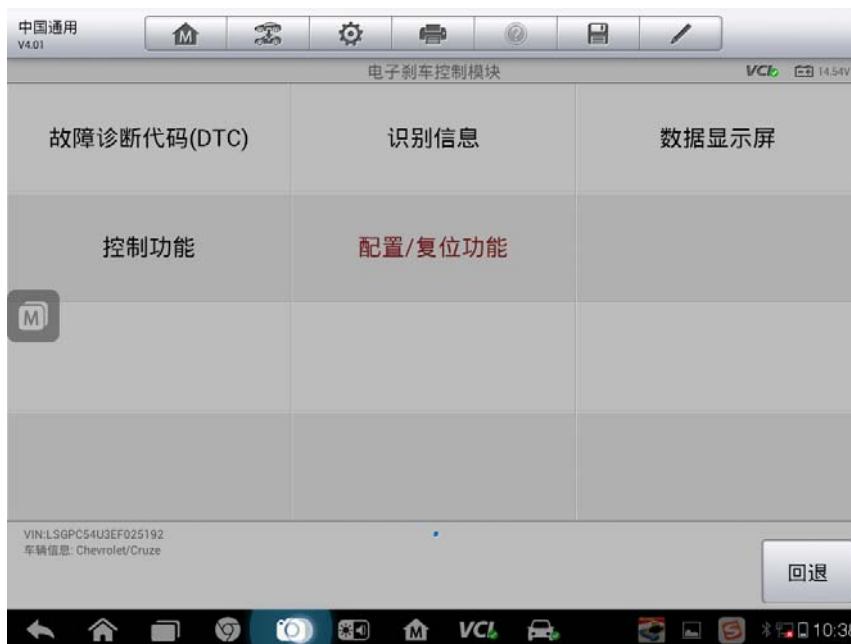 中国通用
V4.01
M
电子刹车控制模块
VCI
14.54V
故障诊断代码(DTC)
识别信息
数据显示屏
控制功能
配置/复位功能
M
VIN:LSGPC54U3EF025192
车辆信息: Chevrolet/Cruze
回退
M
VCI
10:38